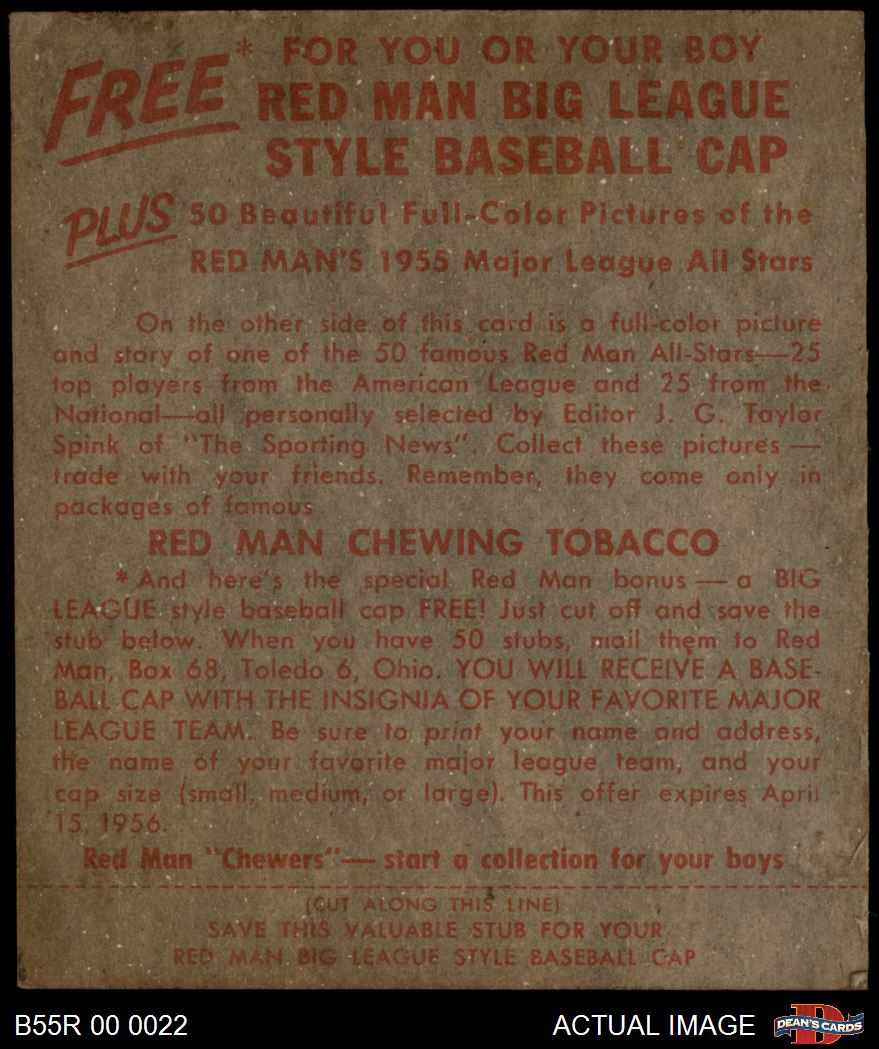 FREE* FOR YOU OR YOUR BOY
RED MAN BIG LEAGUE
STYLE BASEBALL CAP
PLUS 50 Beautiful Full-Color Pictures of the
RED MAN'S 1955 Major League All Stars
On the other side of this card is a full-color picture
and story of one of the 50 famous Red Man All-Stars—25
top players from the American League and 25 from the
National—all personally selected by Editor J. G. Taylor
Spink of "The Sporting News". Collect these pictures —
trade with your friends. Remember, they come only in
packages of famous
RED MAN CHEWING TOBACCO
*And here's the special Red Man bonus — a BIG
LEAGUE style baseball cap FREE! Just cut off and save the
stub below. When you have 50 stubs, mail them to Red
Man, Box 68, Toledo 6, Ohio. YOU WILL RECEIVE A BASE-
BALL CAP WITH THE INSIGNIA OF YOUR FAVORITE MAJOR
LEAGUE TEAM. Be sure to print your name and address,
the name of your favorite major league team, and your
cap size (small, medium, or large). This offer expires April
15, 1956.
Red Man "Chewers"— start a collection for your boys
(CUT ALONG THIS LINE)
SAVE THIS VALUABLE STUB FOR YOUR
RED MAN BIG LEAGUE STYLE BASEBALL CAP
B55R 00 0022 ACTUAL IMAGE DEAN'S CARDS